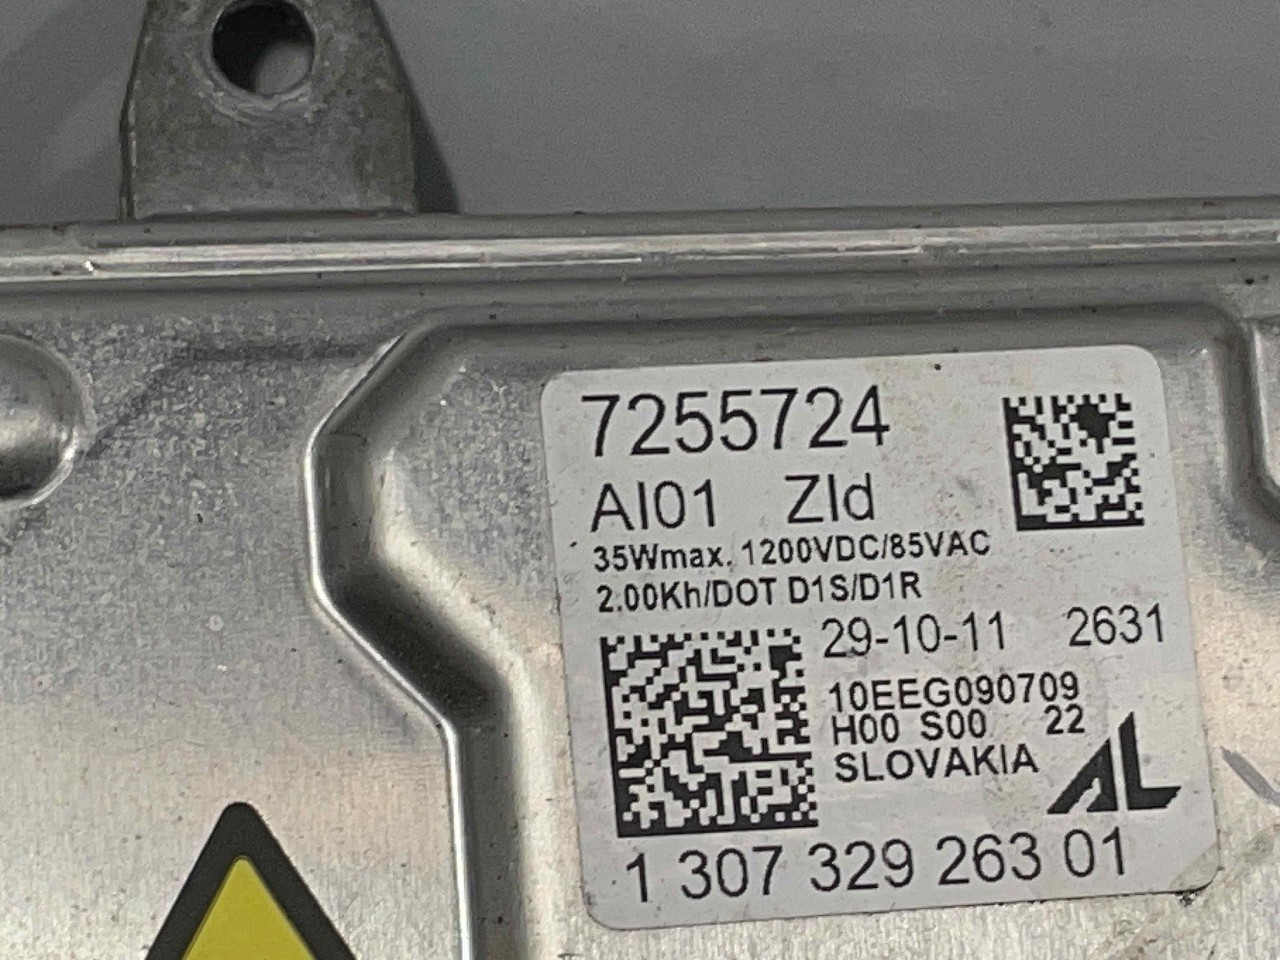 7255724
AI01 ZId
35Wmax. 1200VDC/85VAC
2.00Kh/DOT D1S/D1R
29-10-11 2631
10EEG090709
H00 S00 22
SLOVAKIA
AL
1 307 329 263 01